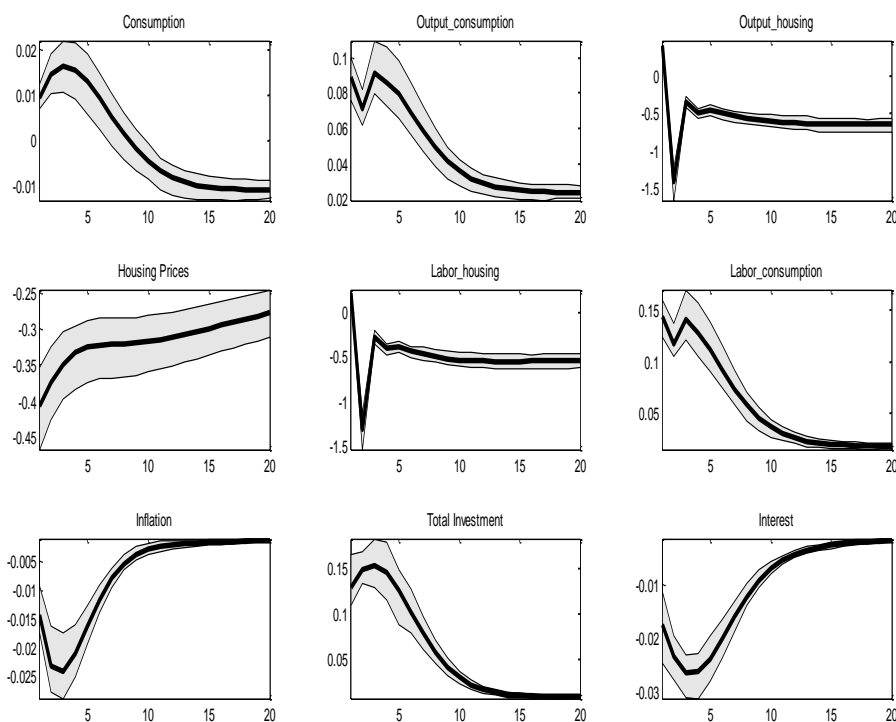 Consumption
0.02
0.01
0
-0.01
5 10 15 20
Output_consumption
0.1
0.08
0.06
0.04
0.02
5 10 15 20
Output_housing
0
-0.5
-1
-1.5
5 10 15 20
Housing Prices
-0.25
-0.3
-0.35
-0.4
-0.45
5 10 15 20
Labor_housing
0
-0.5
-1
-1.5
5 10 15 20
Labor_consumption
0.15
0.1
0.05
5 10 15 20
Inflation
-0.005
-0.01
-0.015
-0.02
-0.025
5 10 15 20
Total Investment
0.15
0.1
0.05
5 10 15 20
Interest
-0.01
-0.02
-0.03
5 10 15 20